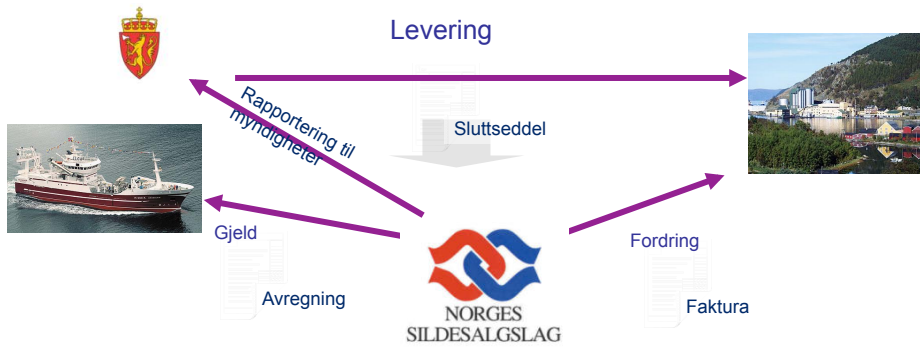 Levering
Rapportering til
myndigheter
Sluttseddel
Gjeld
Fordring
Avregning
Faktura
NORGES
SILDESALGSLAG